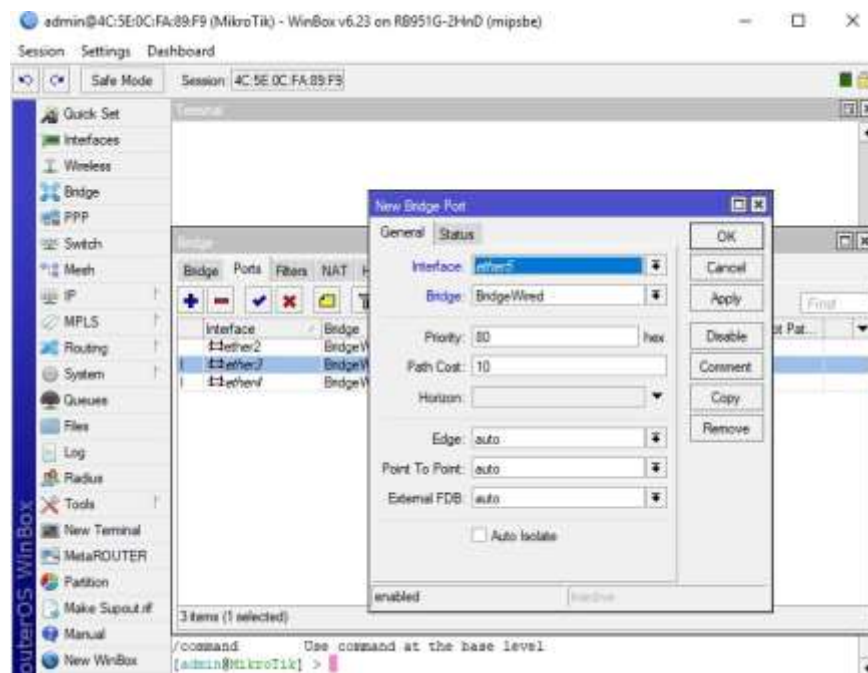 admin@4C:5E:0C:FA:89:F9 (MikroTik) - WinBox v6.23 on RB951G-2HnD (mipsbe)
Session Settings Dashboard
Safe Mode Session: 4C:5E:0C:FA:89:F9
Quick Set
Interfaces
Wireless
Bridge
PPP
Switch
Mesh
IP
MPLS
Routing
System
Queues
Files
Log
Radius
Tools
New Terminal
MetaROUTER
Partition
Make Supout.rif
Manual
New WinBox
outerOS WinBox
Terminal
Bridge
Bridge Ports Filters NAT H
Find
Interface Bridge
ether2 BridgeW
I ether3 BridgeW
I ether4 BridgeW
3 items (1 selected)
New Bridge Port
General Status
Interface: ether5
Bridge: BridgeWired
Priority: 80 hex
Path Cost: 10
Horizon:
Edge: auto
Point To Point: auto
External FDB: auto
Auto Isolate
enabled
OK
Cancel
Apply
Disable
Comment
Copy
Remove
/command Use command at the base level
[admin@MikroTik] >